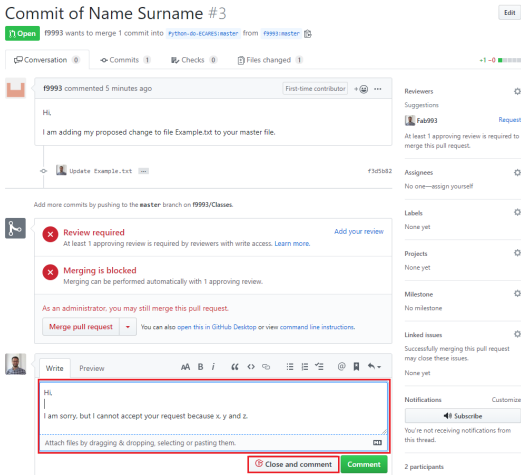 Commit of Name Surname #3
Edit
Open f9993 wants to merge 1 commit into Python-do-ECARES:master from f9993:master
Conversation 0 Commits 1 Checks 0 Files changed 1 +1 −0
f9993 commented 5 minutes ago First-time contributor
Hi,
I am adding my proposed change to file Example.txt to your master file.
Update Example.txt f3d5b82
Add more commits by pushing to the master branch on f9993/Classes.
Review required
Add your review
At least 1 approving review is required by reviewers with write access. Learn more.
Merging is blocked
Merging can be performed automatically with 1 approving review.
As an administrator, you may still merge this pull request.
Merge pull request You can also open this in GitHub Desktop or view command line instructions.
Write Preview AA B i
Hi,
I am sorry, but I cannot accept your request because x, y and z.
Attach files by dragging & dropping, selecting or pasting them.
Close and comment Comment
Reviewers
Suggestions
Fab993 Request
At least 1 approving review is required to
merge this pull request.
Assignees
No one—assign yourself
Labels
None yet
Projects
None yet
Milestone
No milestone
Linked issues
Successfully merging this pull request
may close these issues.
None yet
Notifications Customize
Subscribe
You're not receiving notifications from
this thread.
2 participants